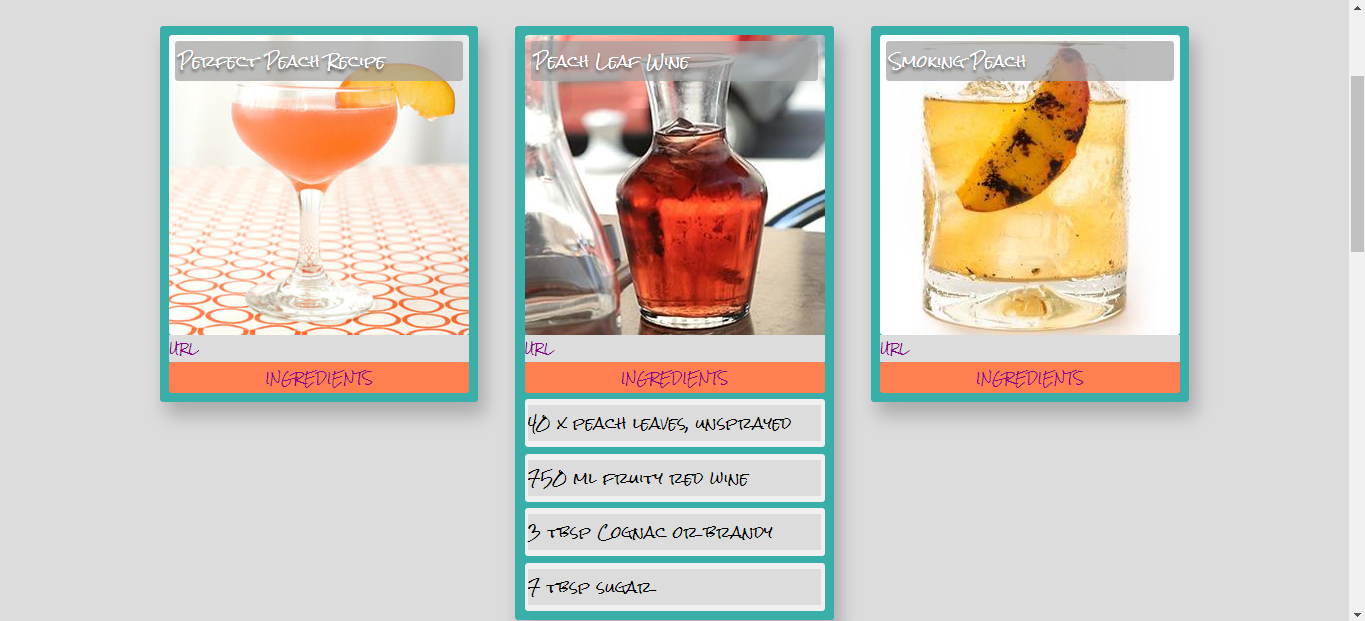 Perfect Peach Recipe
URL
INGREDIENTS
Peach Leaf Wine
URL
INGREDIENTS
40 x peach leaves, unsprayed
750 ml fruity red wine
3 tbsp Cognac or brandy
7 tbsp sugar
Smoking Peach
URL
INGREDIENTS